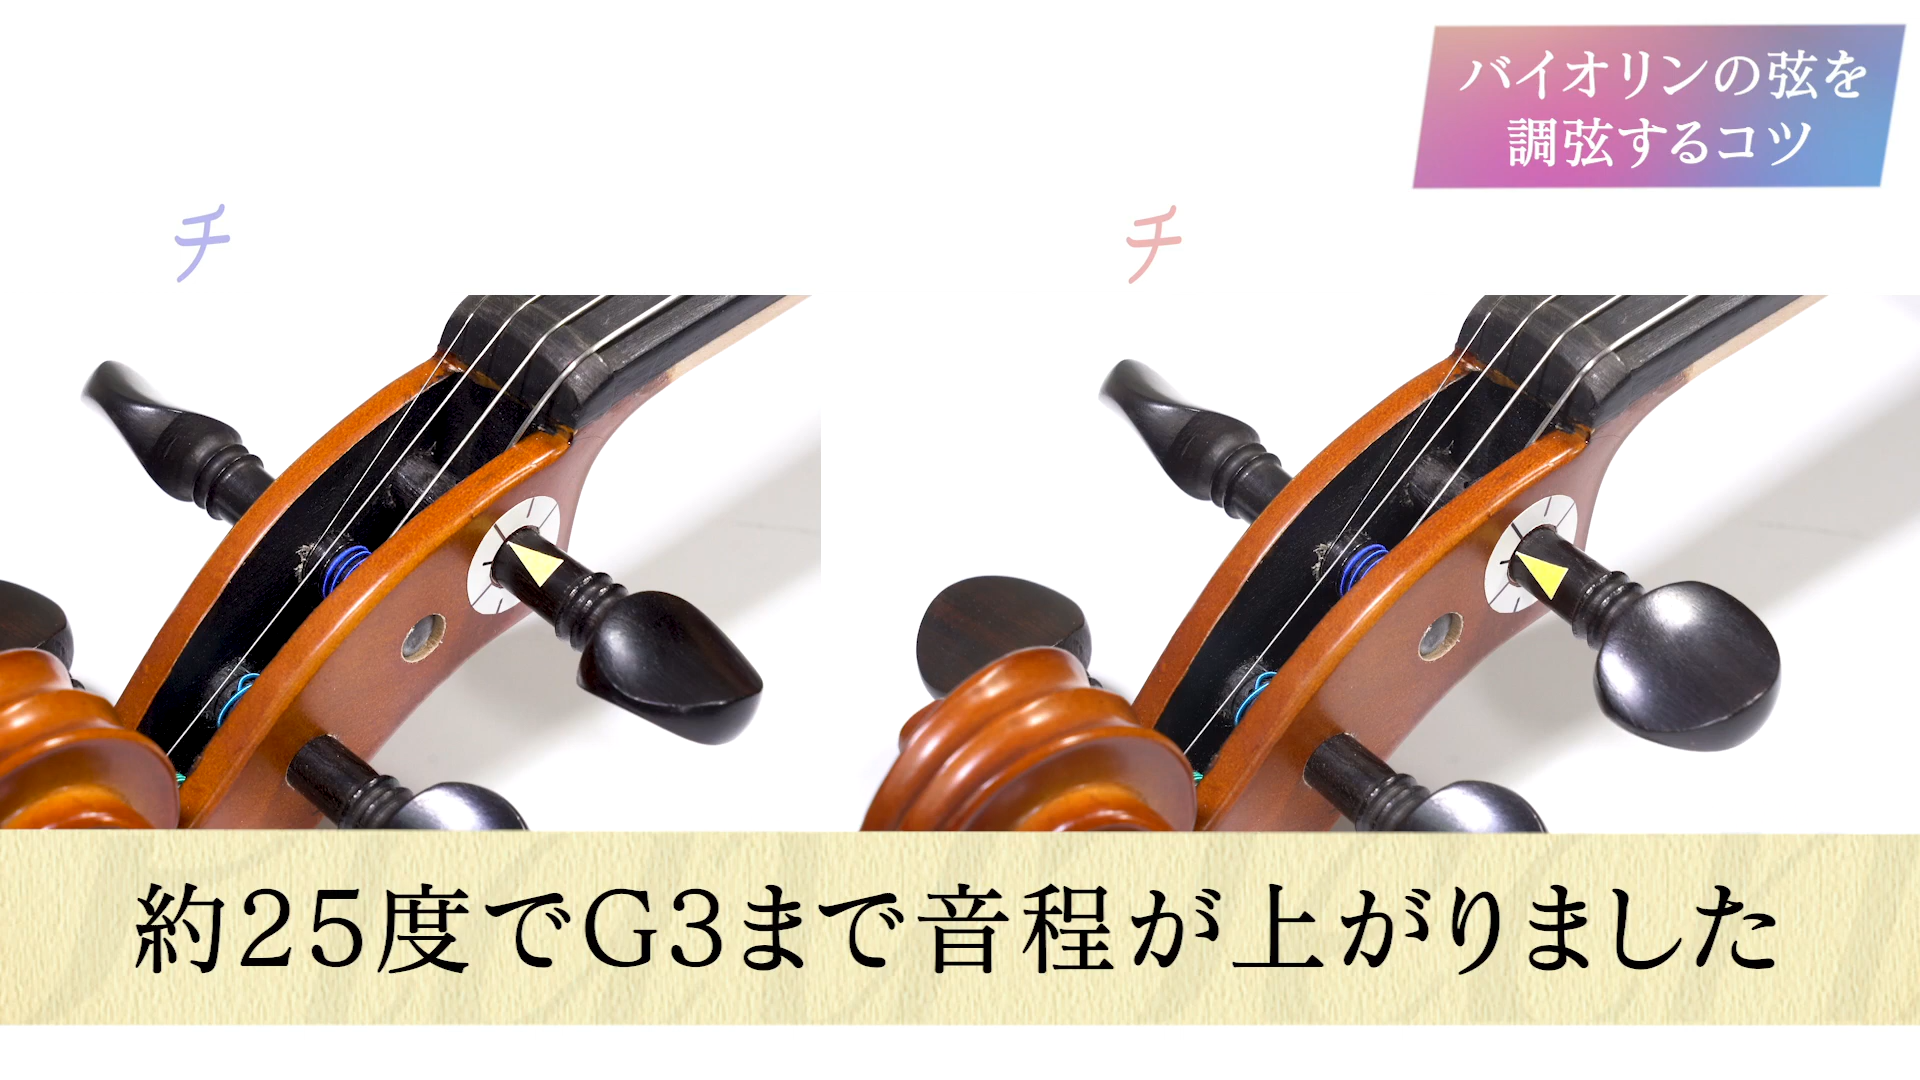 バイオリンの弦を
調弦するコツ
チ
チ
約25度でG3まで音程が上がりました